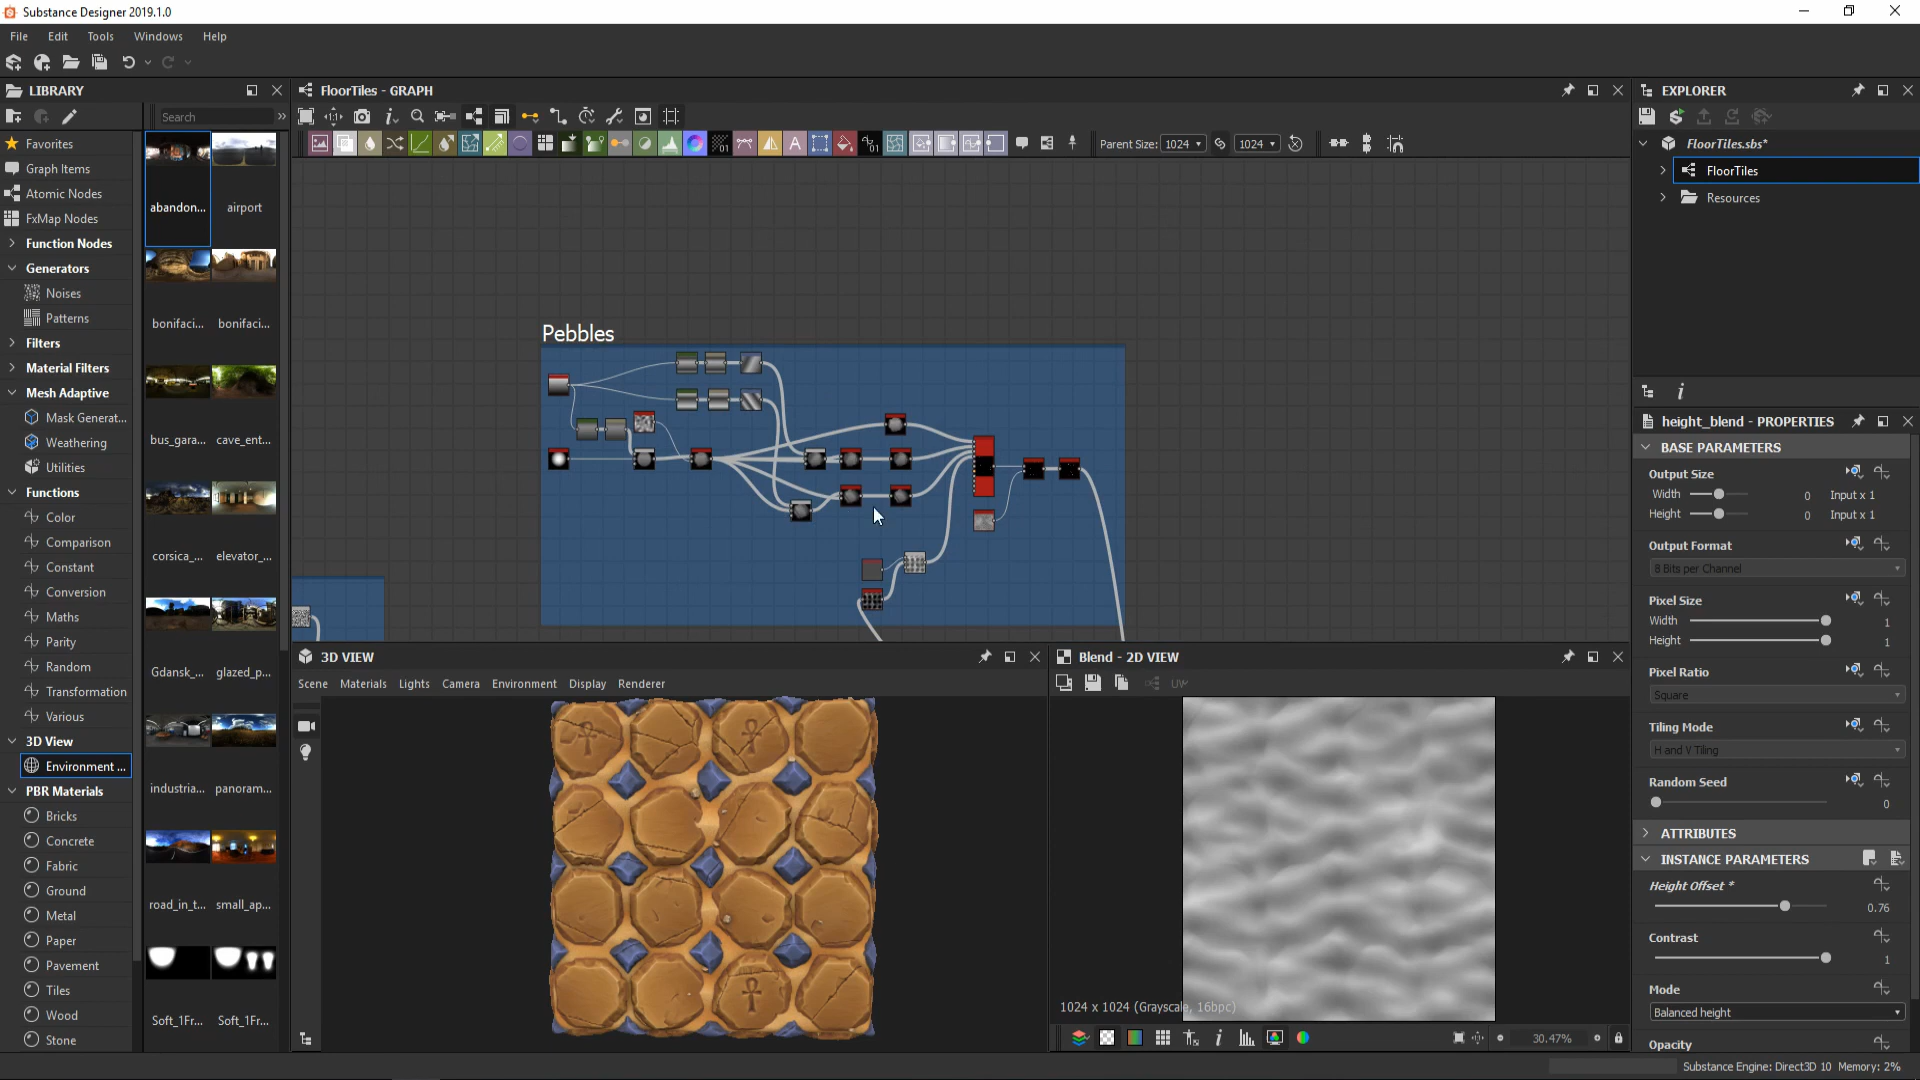 Substance Designer 2019.1.0
File Edit Tools Windows Help
LIBRARY
FloorTiles - GRAPH
EXPLORER
Search
Parent Size: 1024 1024
Favorites
Graph Items
Atomic Nodes
FxMap Nodes
Function Nodes
Generators
Noises
Patterns
Filters
Material Filters
Mesh Adaptive
Mask Generat...
Weathering
Utilities
Functions
Color
Comparison
Constant
Conversion
Maths
Parity
Random
Transformation
Various
3D View
Environment ...
PBR Materials
Bricks
Concrete
Fabric
Ground
Metal
Paper
Pavement
Tiles
Wood
Stone
abandon... airport
bonifaci... bonifaci...
bus_gara... cave_ent...
corsica_... elevator_...
Gdansk_... glazed_p...
industria... panoram...
road_in_t... small_ap...
Soft_1Fr... Soft_1Fr...
Pebbles
3D VIEW
Scene Materials Lights Camera Environment Display Renderer
Blend - 2D VIEW
UV
1024 x 1024 (Grayscale, 16bpc)
30.47%
FloorTiles.sbs*
FloorTiles
Resources
height_blend - PROPERTIES
BASE PARAMETERS
Output Size
Width 0 Input x 1
Height 0 Input x 1
Output Format
8 Bits per Channel
Pixel Size
Width 1
Height 1
Pixel Ratio
Square
Tiling Mode
H and V Tiling
Random Seed
0
ATTRIBUTES
INSTANCE PARAMETERS
Height Offset *
0.76
Contrast
1
Mode
Balanced height
Opacity
Substance Engine: Direct3D 10 Memory: 2%